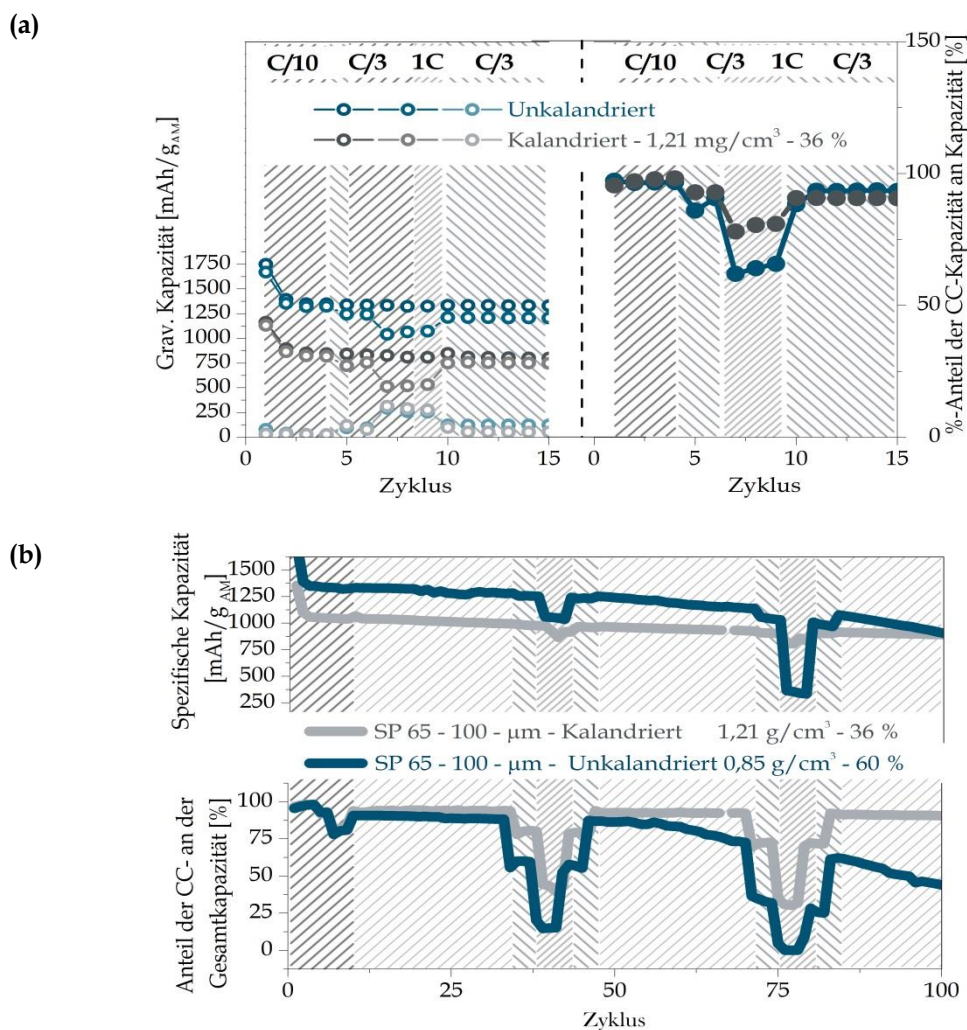 (a)
C/10 C/3 1C C/3
C/10 C/3 1C C/3
Unkalandriert
Kalandriert - 1,21 mg/cm³ - 36 %
Grav. Kapazität [mAh/g AM]
1750
1500
1250
1000
750
500
250
0
0 5 10 15
Zyklus
0 5 10 15
Zyklus
150
100
50
0
%-Anteil der CC-Kapazität an Kapazität [%]
(b)
Spezifische Kapazität
[mAh/g AM]
1500
1250
1000
750
500
250
SP 65 - 100 - µm - Kalandriert 1,21 g/cm³ - 36 %
SP 65 - 100 - µm - Unkalandriert 0,85 g/cm³ - 60 %
Anteil der CC- an der
Gesamtkapazität [%]
100
75
50
25
0
0 25 50 75 100
Zyklus